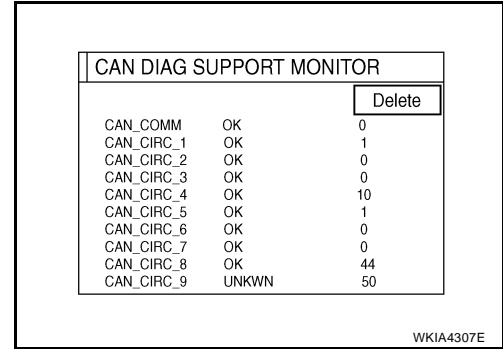 CAN DIAG SUPPORT MONITOR
Delete
CAN_COMM OK 0
CAN_CIRC_1 OK 1
CAN_CIRC_2 OK 0
CAN_CIRC_3 OK 0
CAN_CIRC_4 OK 10
CAN_CIRC_5 OK 1
CAN_CIRC_6 OK 0
CAN_CIRC_7 OK 0
CAN_CIRC_8 OK 44
CAN_CIRC_9 UNKWN 50
WKIA4307E